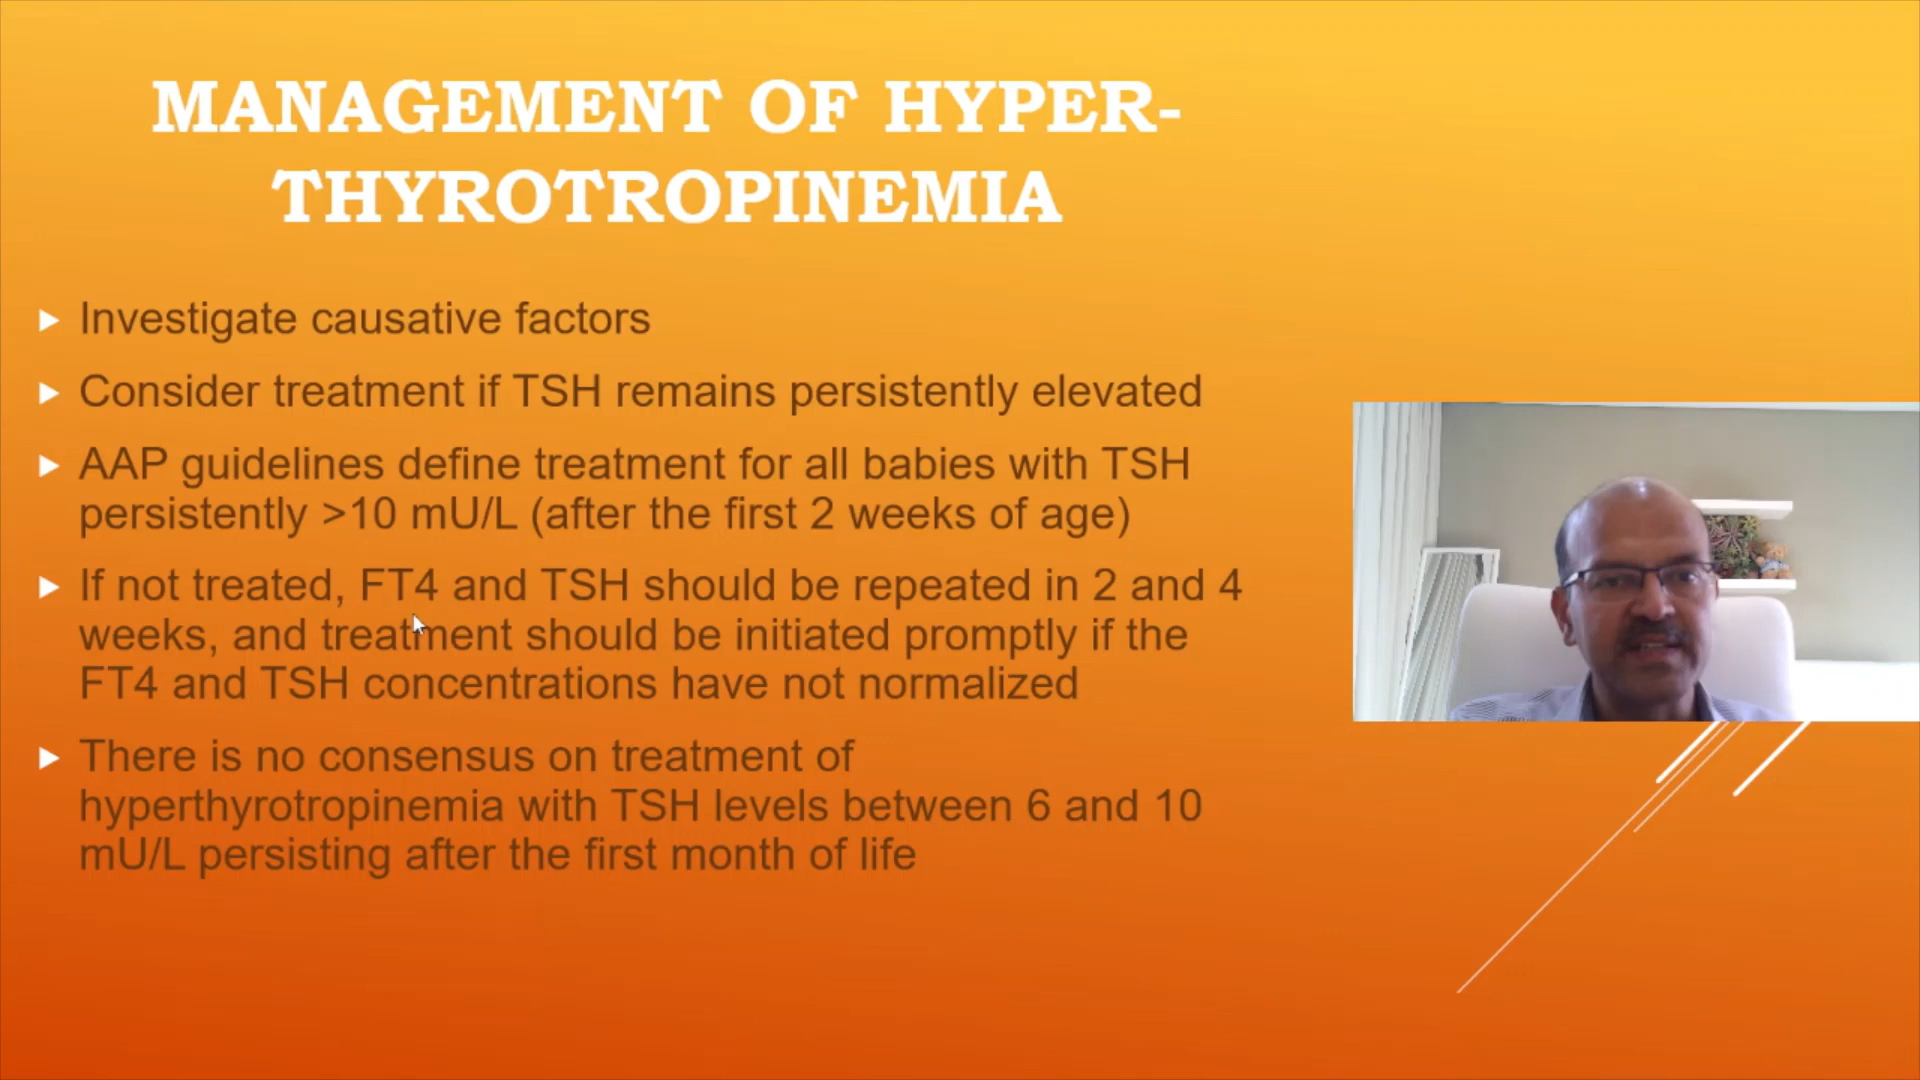 MANAGEMENT OF HYPER-
THYROTROPINEMIA
Investigate causative factors
Consider treatment if TSH remains persistently elevated
AAP guidelines define treatment for all babies with TSH
persistently >10 mU/L (after the first 2 weeks of age)
If not treated, FT4 and TSH should be repeated in 2 and 4
weeks, and treatment should be initiated promptly if the
FT4 and TSH concentrations have not normalized
There is no consensus on treatment of
hyperthyrotropinemia with TSH levels between 6 and 10
mU/L persisting after the first month of life